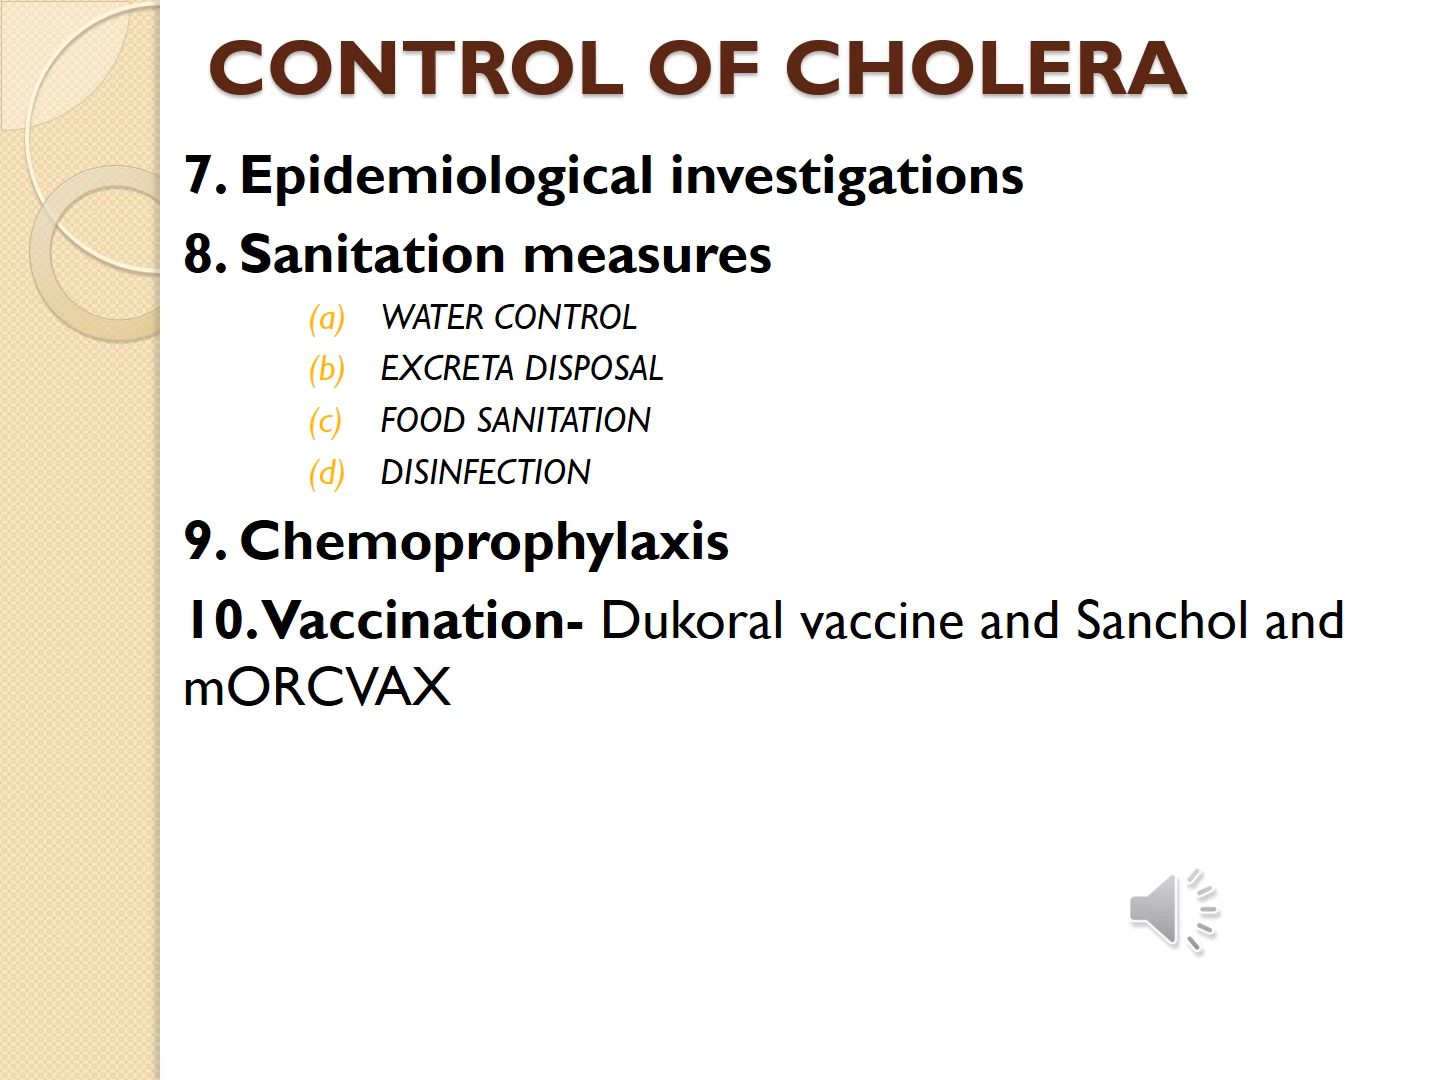 CONTROL OF CHOLERA
7. Epidemiological investigations
8. Sanitation measures
(a) WATER CONTROL
(b) EXCRETA DISPOSAL
(c) FOOD SANITATION
(d) DISINFECTION
9. Chemoprophylaxis
10. Vaccination- Dukoral vaccine and Sanchol and
mORCVAX